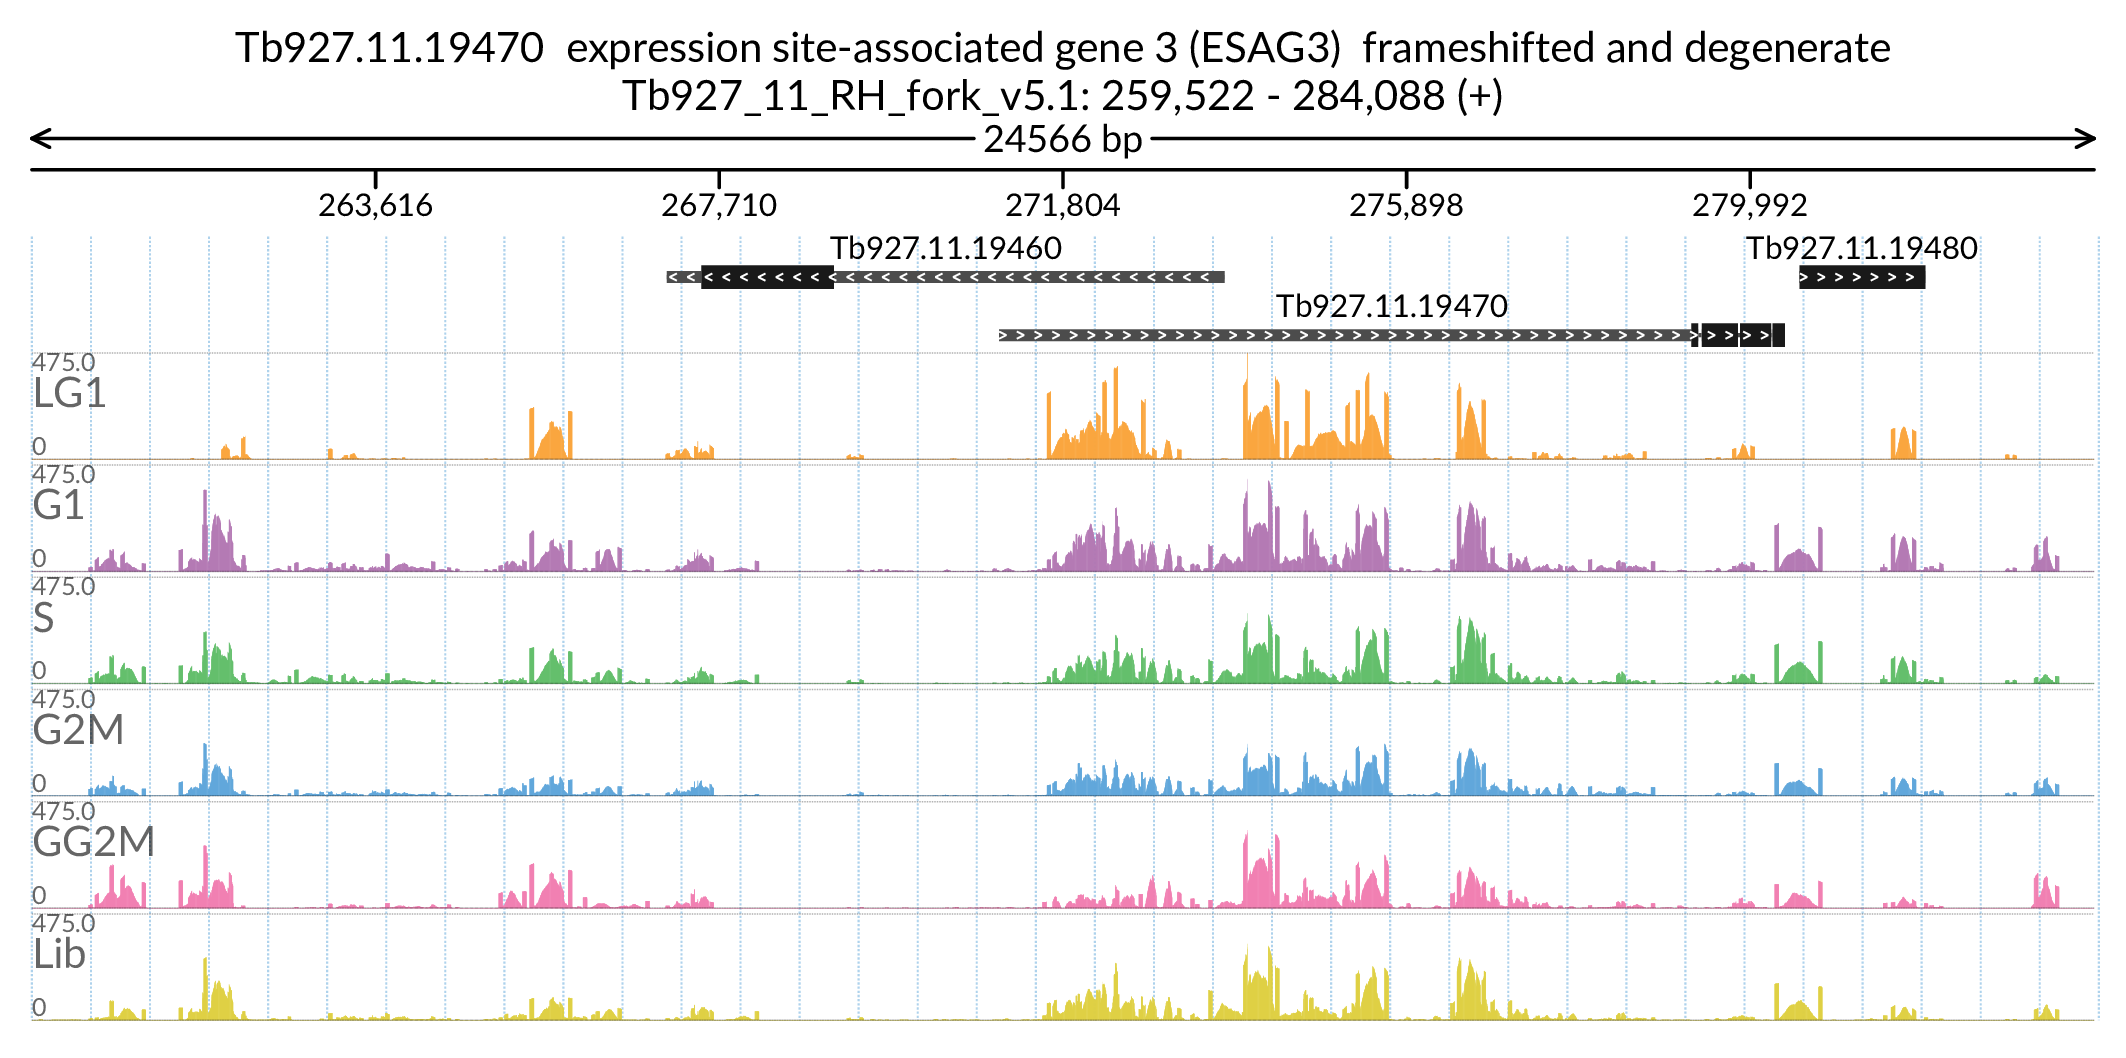 Tb927.11.19470  expression site-associated gene 3 (ESAG3)  frameshifted and degenerate
Tb927_11_RH_fork_v5.1: 259,522 - 284,088 (+)
24566 bp
263,616 267,710 271,804 275,898 279,992
Tb927.11.19460 Tb927.11.19480
Tb927.11.19470
475.0
LG1
0
475.0
G1
0
475.0
S
0
475.0
G2M
0
475.0
GG2M
0
475.0
Lib
0